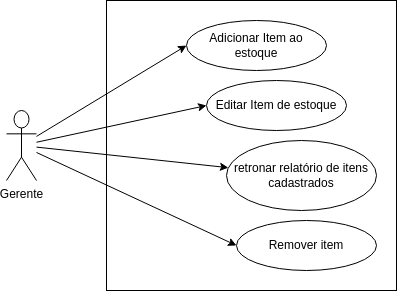 Adicionar Item ao
estoque
Editar Item de estoque
retronar relatório de itens
cadastrados
Gerente
Remover item